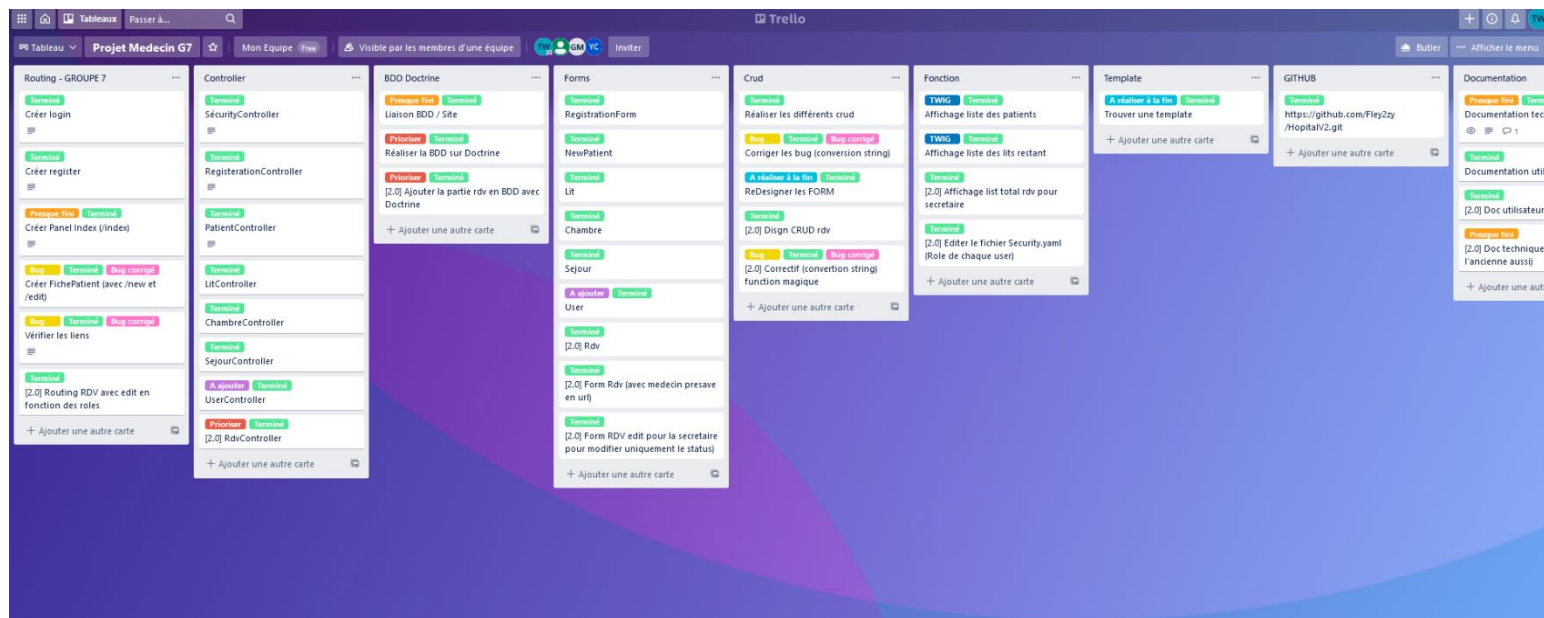 Tableaux
Passer à...
Trello
TW
Tableau
Projet Medecin G7
Mon Equipe Free
Visible par les membres d'une équipe
TW GM YC
Inviter
Butler
Afficher le menu
Routing - GROUPE 7
Terminé
Créer login
Terminé
Créer register
Presque fini Terminé
Créer Panel Index (/index)
Bug Terminé Bug corrigé
Créer FichePatient (avec /new et
/edit)
Bug Terminé Bug corrigé
Vérifier les liens
Terminé
[2.0] Routing RDV avec edit en
fonction des roles
+ Ajouter une autre carte
Controller
Terminé
SécurityController
Terminé
RegisterationController
Terminé
PatientController
Terminé
LitController
Terminé
ChambreController
Terminé
SejourController
A ajouter Terminé
UserController
Prioriser Terminé
[2.0] RdvController
+ Ajouter une autre carte
BDD Doctrine
Presque fini Terminé
Liaison BDD / Site
Prioriser Terminé
Réaliser la BDD sur Doctrine
Prioriser Terminé
[2.0] Ajouter la partie rdv en BDD avec
Doctrine
+ Ajouter une autre carte
Forms
Terminé
RegistrationForm
Terminé
NewPatient
Terminé
Lit
Terminé
Chambre
Terminé
Sejour
A ajouter Terminé
User
Terminé
[2.0] Rdv
Terminé
[2.0] Form Rdv (avec medecin presave
en url)
Terminé
[2.0] Form RDV edit pour la secretaire
pour modifier uniquement le status)
+ Ajouter une autre carte
Crud
Terminé
Réaliser les différents crud
Bug Terminé Bug corrigé
Corriger les bug (conversion string)
A réaliser à la fin Terminé
ReDesigner les FORM
Terminé
[2.0] Disgn CRUD rdv
Bug Terminé Bug corrigé
[2.0] Correctif (convertion string)
function magique
+ Ajouter une autre carte
Fonction
TWIG Terminé
Affichage liste des patients
TWIG Terminé
Affichage liste des lits restant
Terminé
[2.0] Affichage list total rdv pour
secretaire
Terminé
[2.0] Editer le fichier Security.yaml
(Role de chaque user)
+ Ajouter une autre carte
Template
A réaliser à la fin Terminé
Trouver une template
+ Ajouter une autre carte
GITHUB
Terminé
https://github.com/Fley2zy
/HopitalV2.git
+ Ajouter une autre carte
Documentation
Presque fini Term
Documentation tec
1
Terminé
Documentation util
Terminé
[2.0] Doc utilisateur
Presque fini
[2.0] Doc technique
l'ancienne aussi)
+ Ajouter une aut